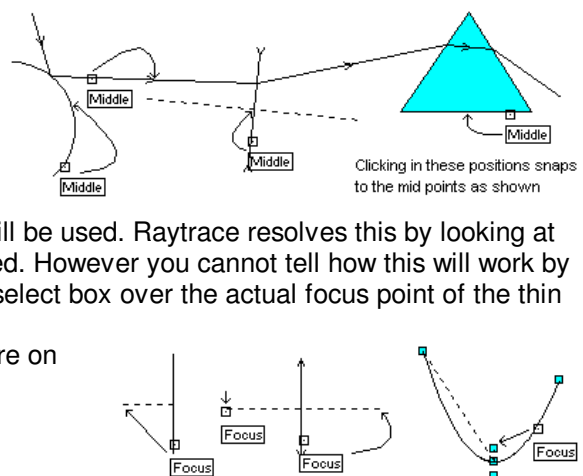 Middle
Middle
Middle
Middle
Clicking in these positions snaps
to the mid points as shown
ill be used. Raytrace resolves this by looking at
ed. However you cannot tell how this will work by
select box over the actual focus point of the thin
re on
Focus
Focus
Focus
Focus